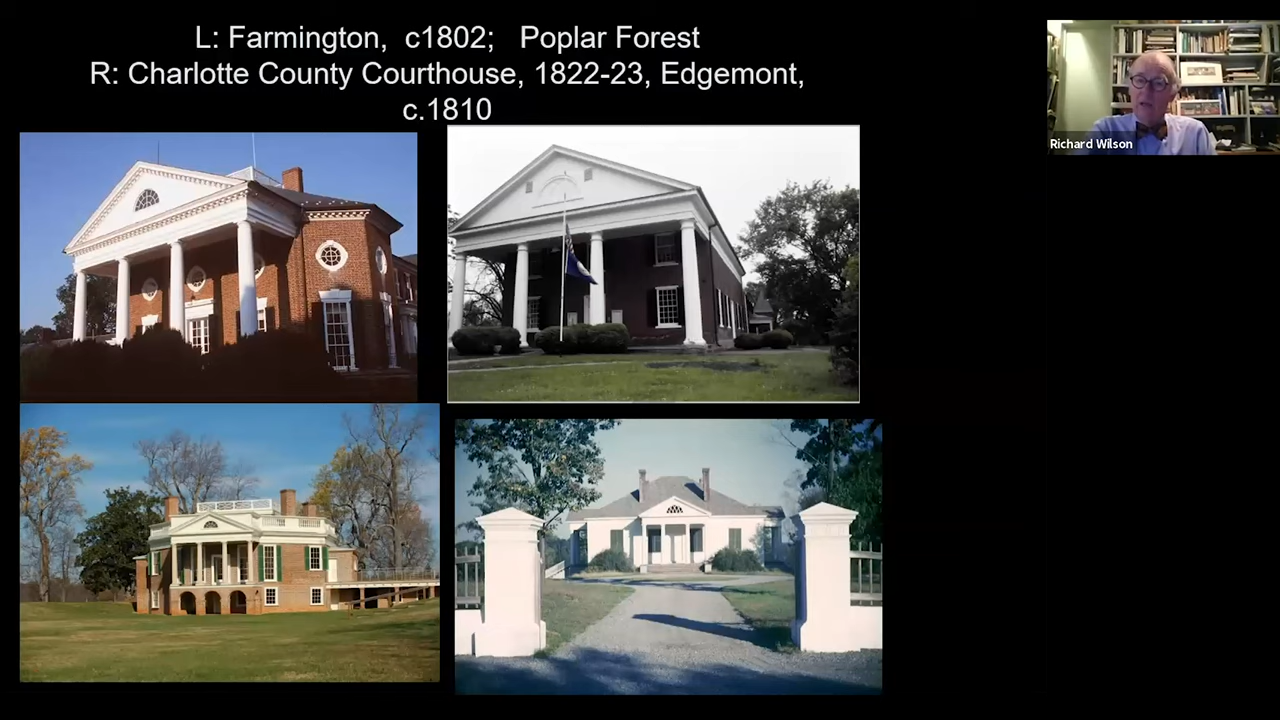 L: Farmington, c1802; Poplar Forest
R: Charlotte County Courthouse, 1822-23, Edgemont,
c.1810
Richard Wilson